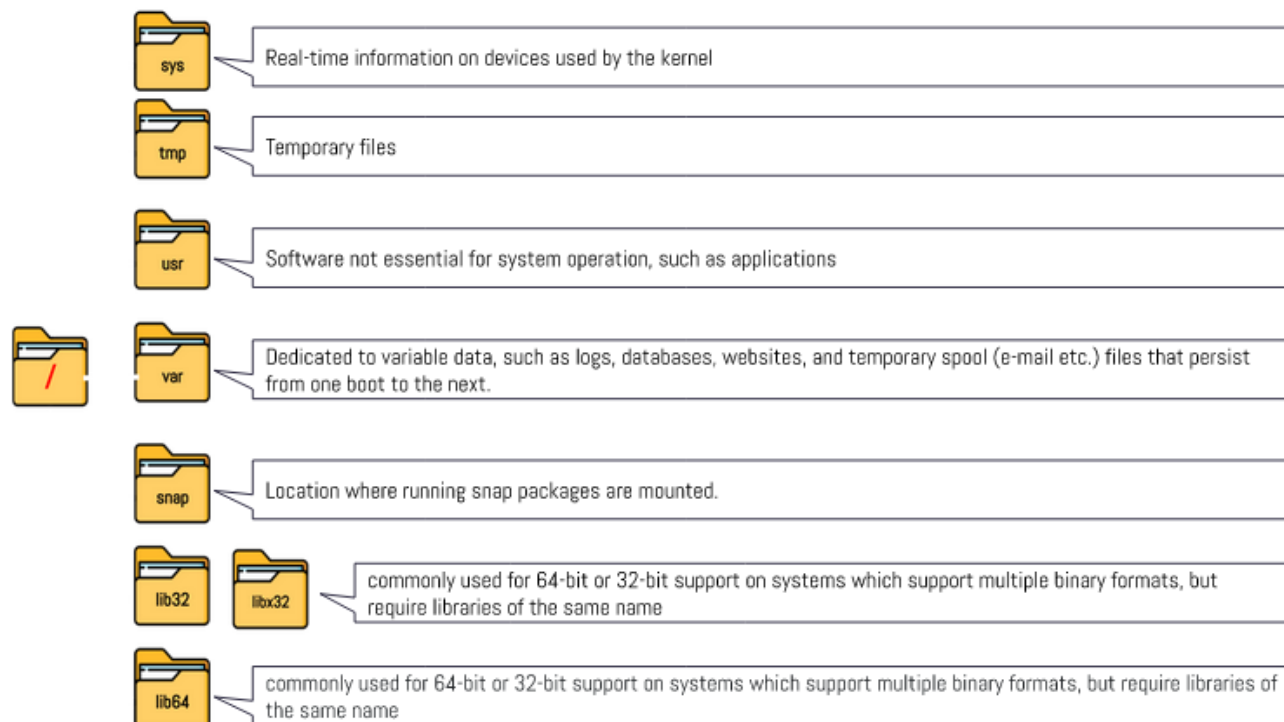 sys
Real-time information on devices used by the kernel
tmp
Temporary files
usr
Software not essential for system operation, such as applications
/
var
Dedicated to variable data, such as logs, databases, websites, and temporary spool (e-mail etc.) files that persist
from one boot to the next.
snap
Location where running snap packages are mounted.
lib32
libx32
commonly used for 64-bit or 32-bit support on systems which support multiple binary formats, but
require libraries of the same name
lib64
commonly used for 64-bit or 32-bit support on systems which support multiple binary formats, but require libraries of
the same name